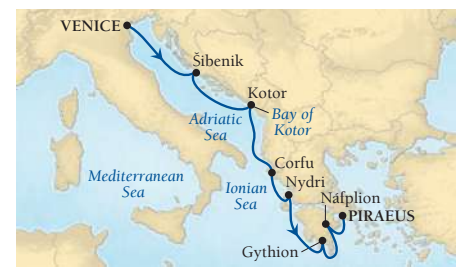 VENICE
Šibenik
Kotor
Adriatic
Sea
Bay of
Kotor
Corfu
Mediterranean
Sea
Ionian
Sea
Nydri
Náfplion
PIRAEUS
Gythion